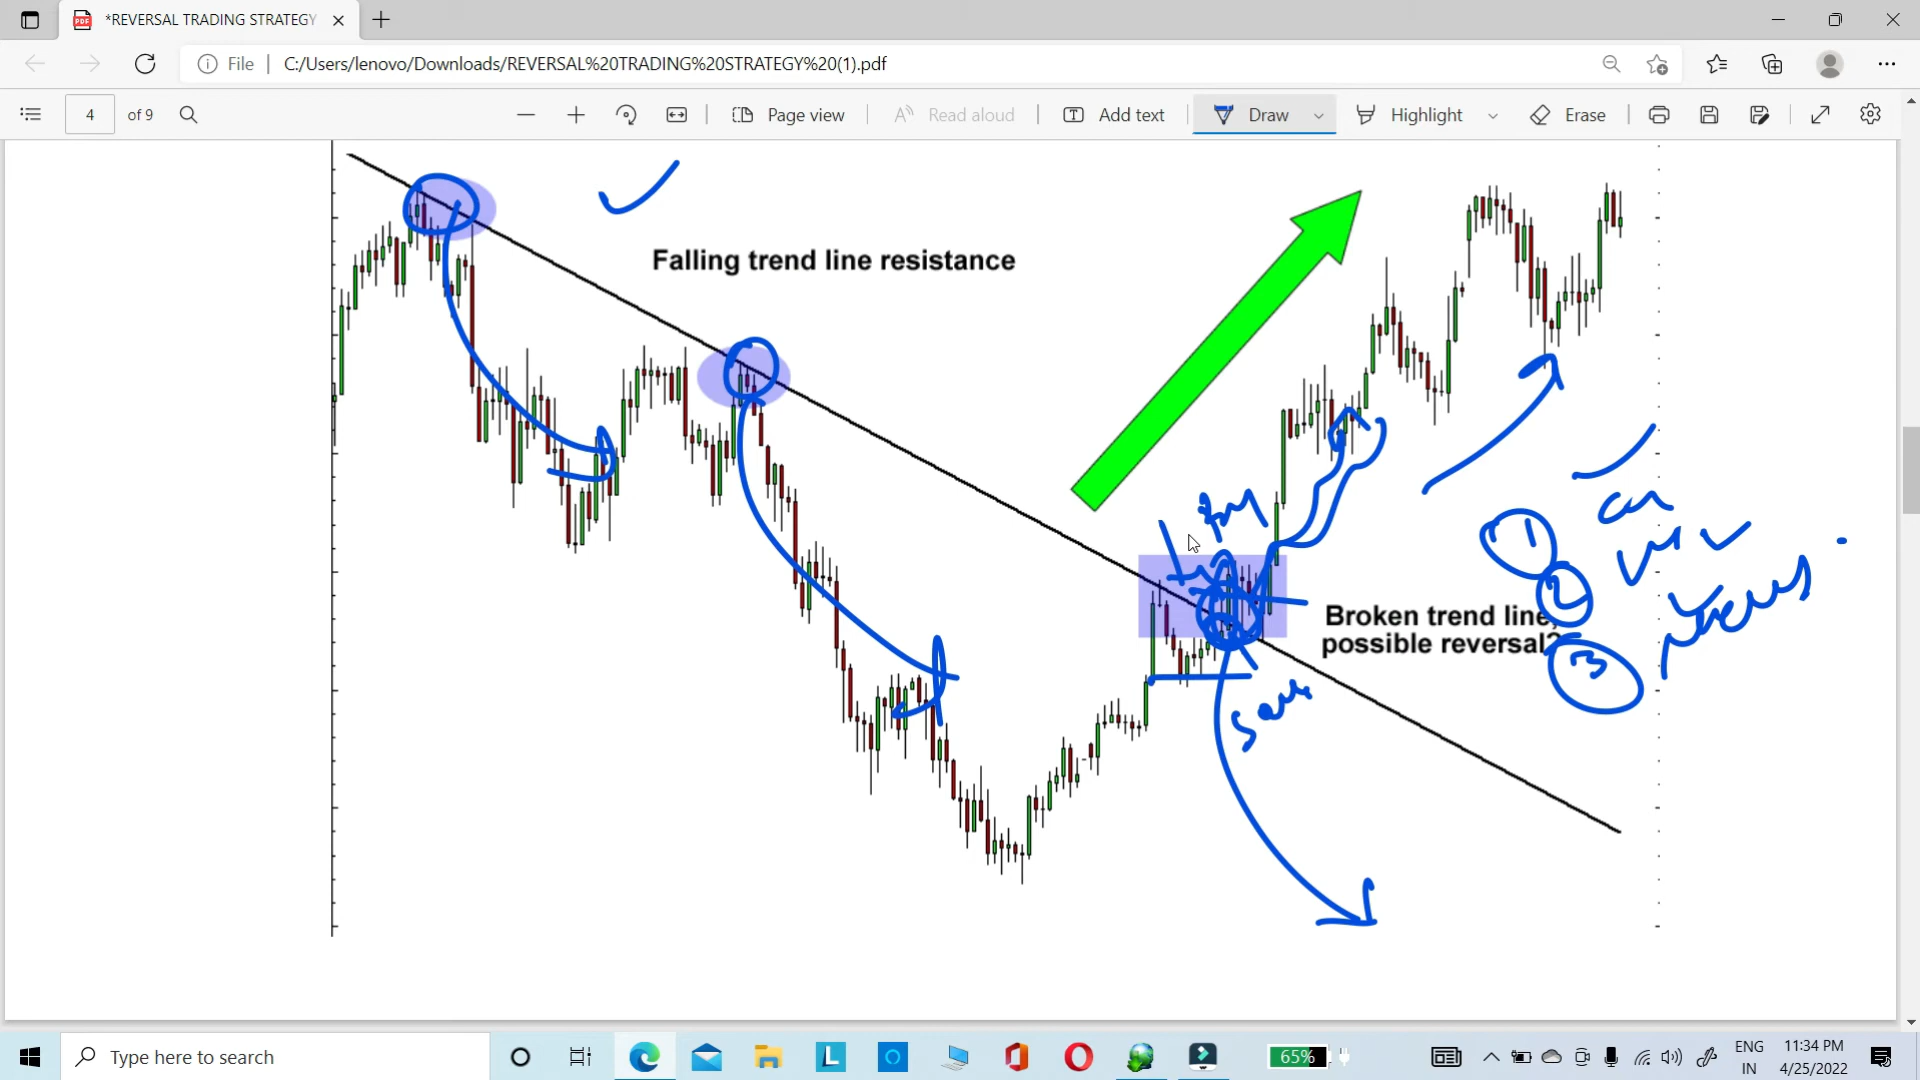 *REVERSAL TRADING STRATEGY
File
C:/Users/lenovo/Downloads/REVERSAL%20TRADING%20STRATEGY%20(1).pdf
4 of 9
Page view
Read aloud
Add text
Draw
Highlight
Erase
Falling trend line resistance
1
2
3
Broken trend line,
possible reversal?
Type here to search
65%
ENG
IN
11:34 PM
4/25/2022